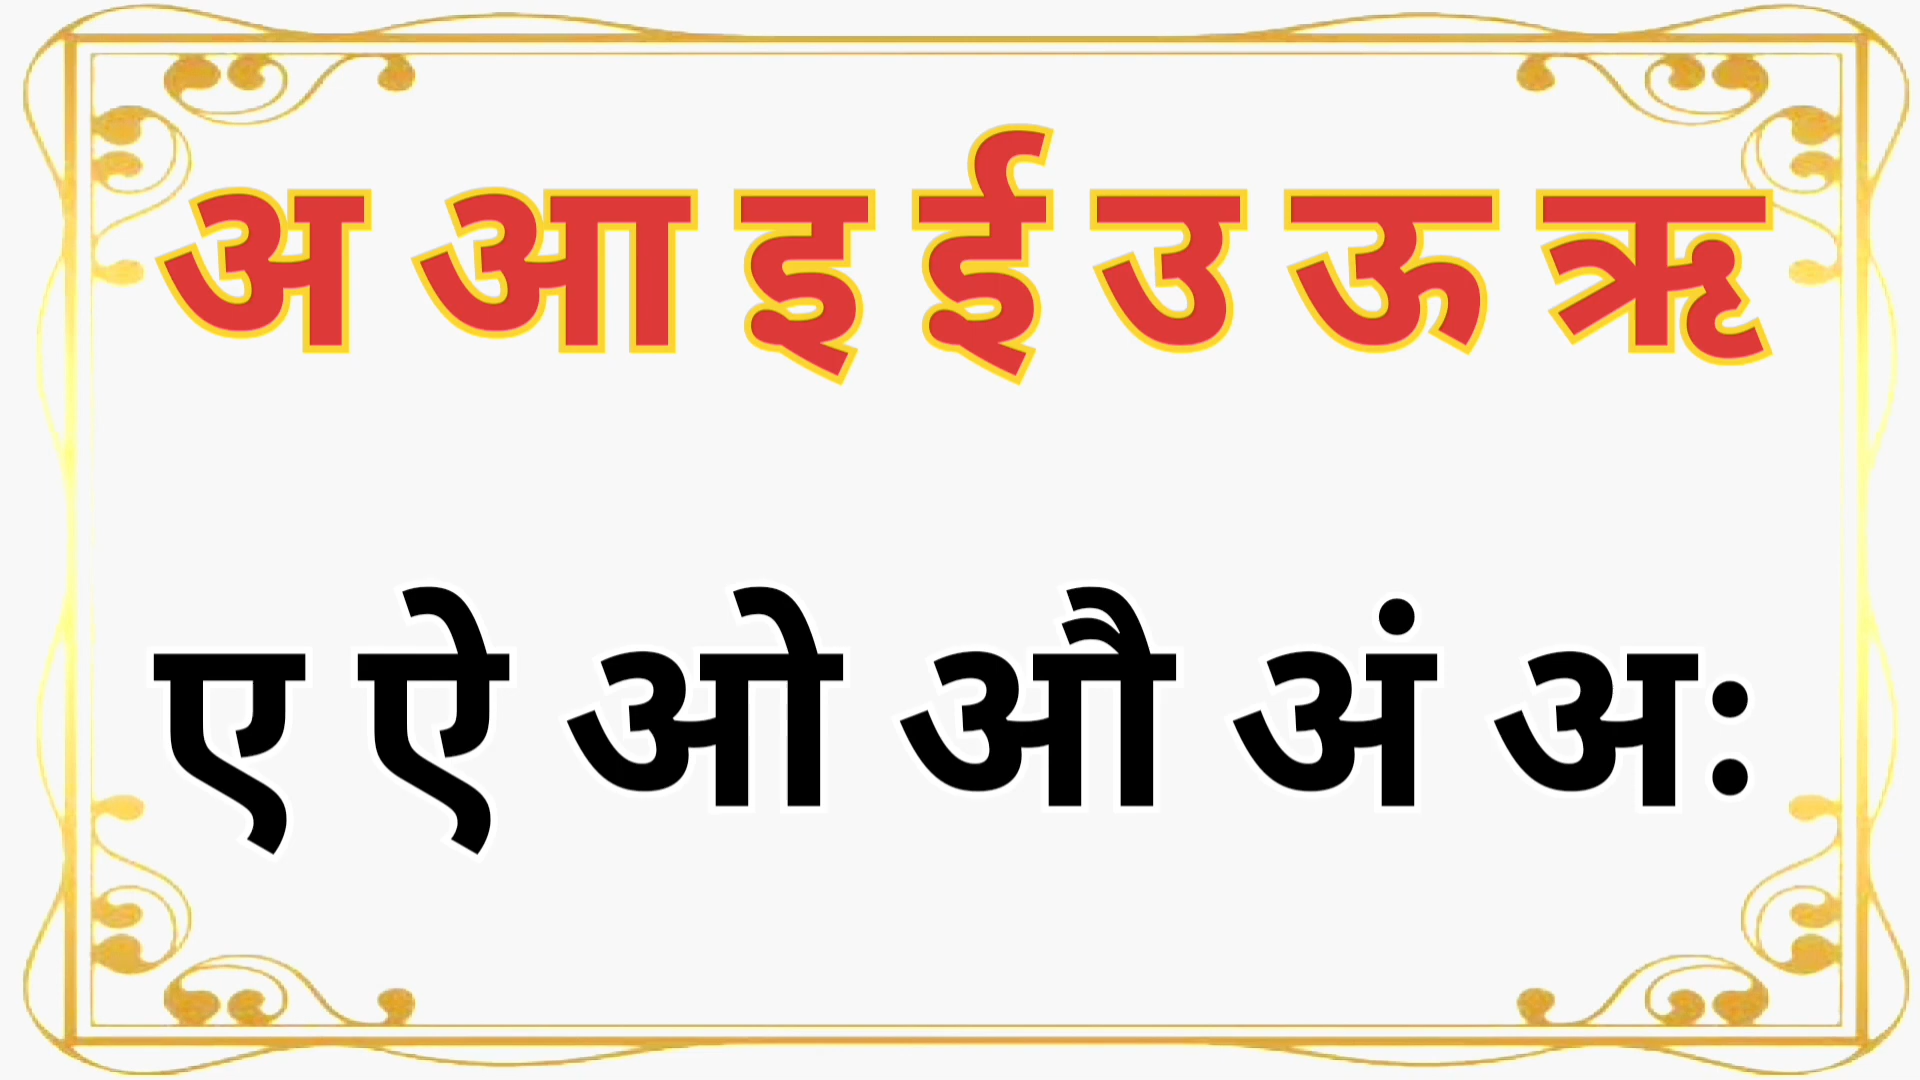 अ आ इ ई उ ऊ ऋ
ए ऐ ओ औ अं अः